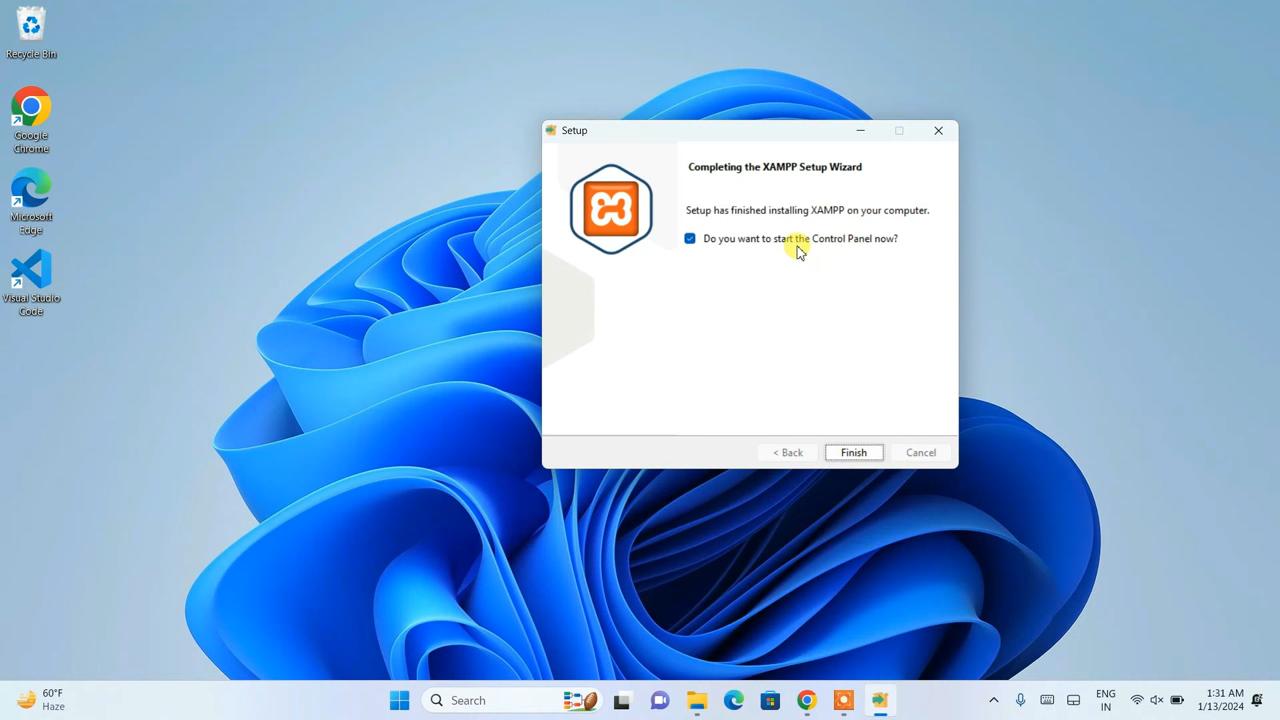 Recycle Bin
Google
Chrome
Microsoft
Edge
Visual Studio
Code
Setup
Completing the XAMPP Setup Wizard
Setup has finished installing XAMPP on your computer.
Do you want to start the Control Panel now?
< Back
Finish
Cancel
60°F
Haze
Search
ENG
IN
1:31 AM
1/13/2024